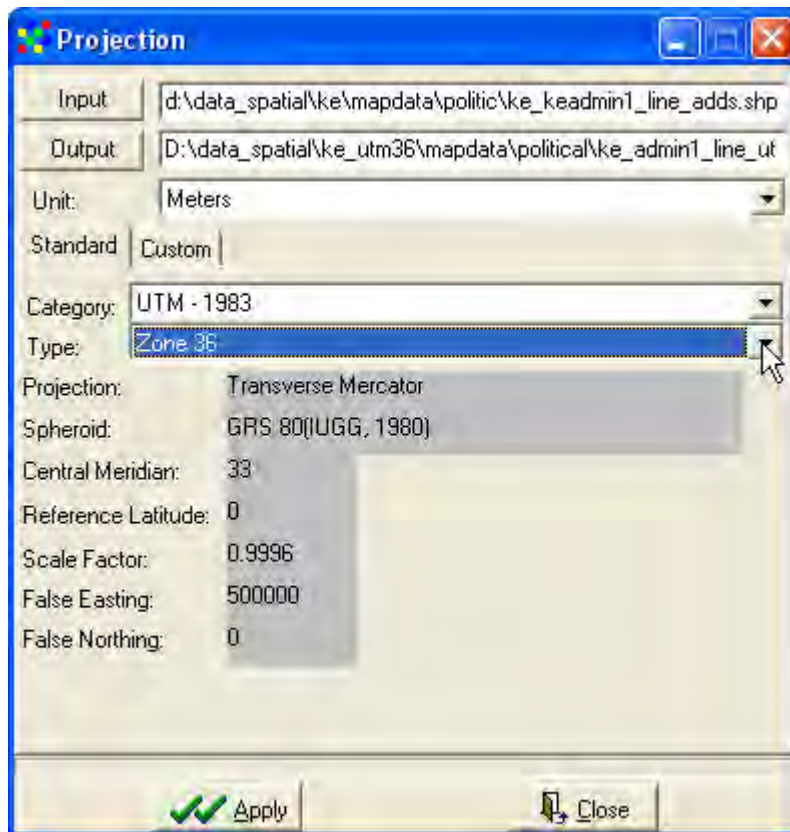 Projection
Input d:\data_spatial\ke\mapdata\politic\ke_keadmin1_line_adds.shp
Output D:\data_spatial\ke_utm36\mapdata\political\ke_admin1_line_ut
Unit: Meters
Standard Custom
Category: UTM - 1983
Type: Zone 36
Projection: Transverse Mercator
Spheroid: GRS 80(IUGG, 1980)
Central Meridian: 33
Reference Latitude: 0
Scale Factor: 0.9996
False Easting: 500000
False Northing: 0
Apply Close